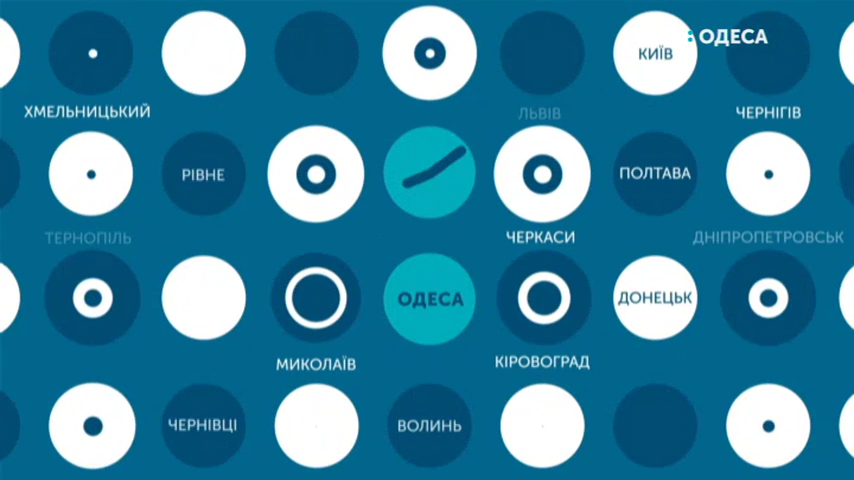 ОДЕСА
КИЇВ
ХМЕЛЬНИЦЬКИЙ
ЛЬВІВ
ЧЕРНІГІВ
РІВНЕ
ПОЛТАВА
ТЕРНОПІЛЬ
ЧЕРКАСИ
ДНІПРОПЕТРОВСЬК
ОДЕСА
ДОНЕЦЬК
МИКОЛАЇВ
КІРОВОГРАД
ЧЕРНІВЦІ
ВОЛИНЬ